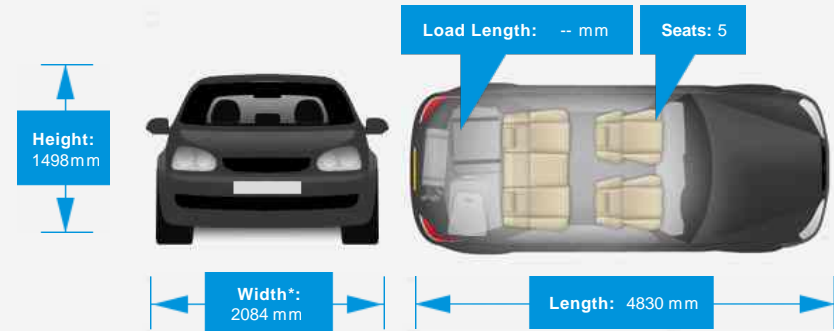 Load Length: -- mm
Seats: 5
Height:
1498mm
Width*:
2084 mm
Length: 4830 mm